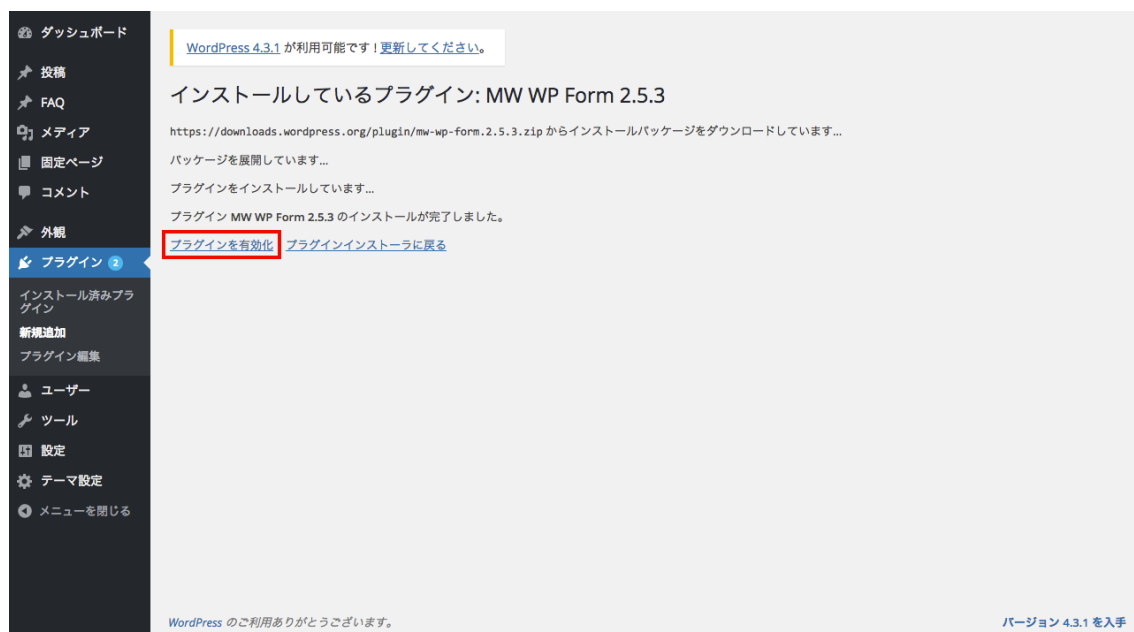 ダッシュボード
投稿
FAQ
メディア
固定ページ
コメント
外観
プラグイン 2
インストール済みプラ
グイン
新規追加
プラグイン編集
ユーザー
ツール
設定
テーマ設定
メニューを閉じる
WordPress 4.3.1 が利用可能です ! 更新してください。
インストールしているプラグイン: MW WP Form 2.5.3
https://downloads.wordpress.org/plugin/mw-wp-form.2.5.3.zip からインストールパッケージをダウンロードしています…
パッケージを展開しています…
プラグインをインストールしています…
プラグイン MW WP Form 2.5.3 のインストールが完了しました。
プラグインを有効化 プラグインインストーラに戻る
WordPress のご利用ありがとうございます。
バージョン 4.3.1 を入手